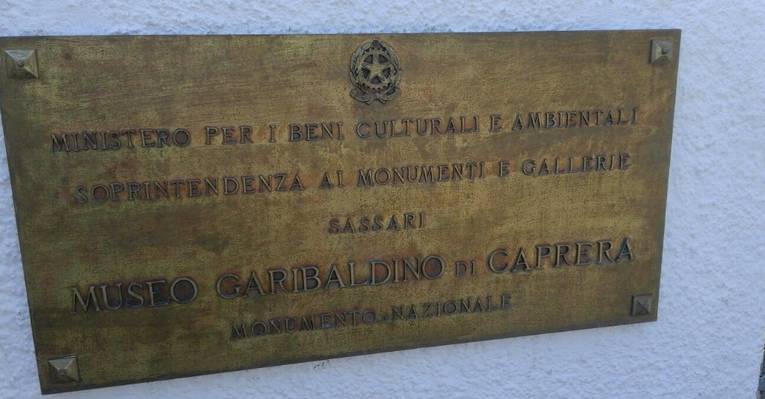 MINISTERO PER I BENI CULTURALI E AMBIENTALI
SOPRINTENDENZA AI MONUMENTI E GALLERIE
SASSARI
MUSEO GARIBALDINO DI CAPRERA
MONUMENTO NAZIONALE